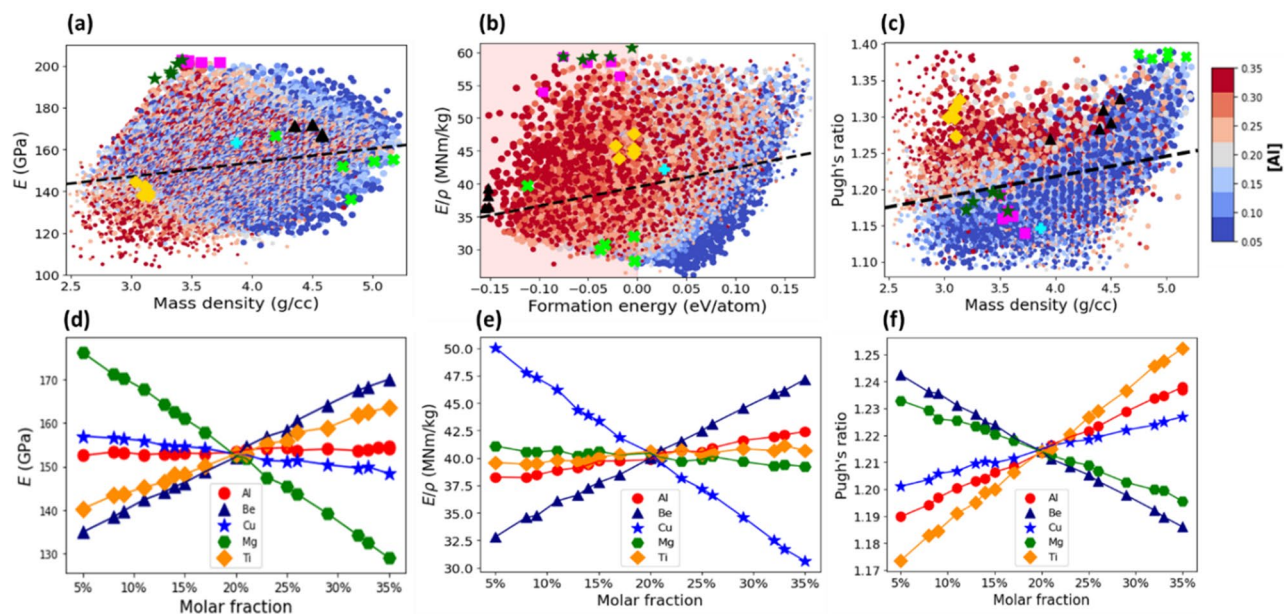 (a)
E (GPa)
200
180
160
140
120
100
2.5 3.0 3.5 4.0 4.5 5.0
Mass density (g/cc)
(b)
E/ρ (MNm/kg)
60
55
50
45
40
35
30
25
−0.15 −0.10 −0.05 0.00 0.05 0.10 0.15
Formation energy (eV/atom)
(c)
Pugh's ratio
1.40
1.35
1.30
1.25
1.20
1.15
1.10
2.5 3.0 3.5 4.0 4.5 5.0
Mass density (g/cc)
0.35
0.30
0.25
0.20
0.15
0.10
0.05
[Al]
(d)
E (GPa)
170
160
150
140
130
Al
Be
Cu
Mg
Ti
5% 10% 15% 20% 25% 30% 35%
Molar fraction
(e)
E/ρ (MNm/kg)
50.0
47.5
45.0
42.5
40.0
37.5
35.0
32.5
30.0
Al
Be
Cu
Mg
Ti
5% 10% 15% 20% 25% 30% 35%
Molar fraction
(f)
Pugh's ratio
1.25
1.24
1.23
1.22
1.21
1.20
1.19
1.18
1.17
Al
Be
Cu
Mg
Ti
5% 10% 15% 20% 25% 30% 35%
Molar fraction